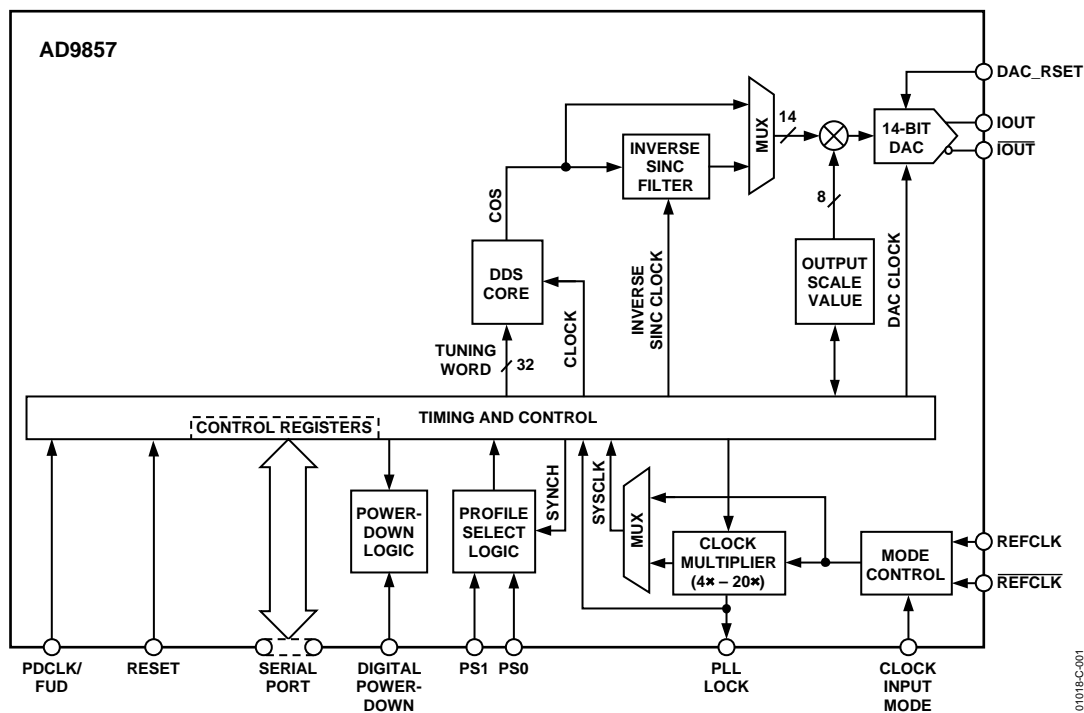 AD9857
DAC_RSET
IOUT
IOUT
14-BIT
DAC
14
MUX
INVERSE
SINC
FILTER
COS
8
DDS
CORE
OUTPUT
SCALE
VALUE
INVERSE
SINC CLOCK
DAC CLOCK
CLOCK
TUNING
WORD
32
TIMING AND CONTROL
CONTROL REGISTERS
POWER-
DOWN
LOGIC
PROFILE
SELECT
LOGIC
SYNCH
SYSCLK
MUX
CLOCK
MULTIPLIER
(4× – 20×)
MODE
CONTROL
REFCLK
REFCLK
PDCLK/
FUD
RESET
SERIAL
PORT
DIGITAL
POWER-
DOWN
PS1
PS0
PLL
LOCK
CLOCK
INPUT
MODE
01018-C-001